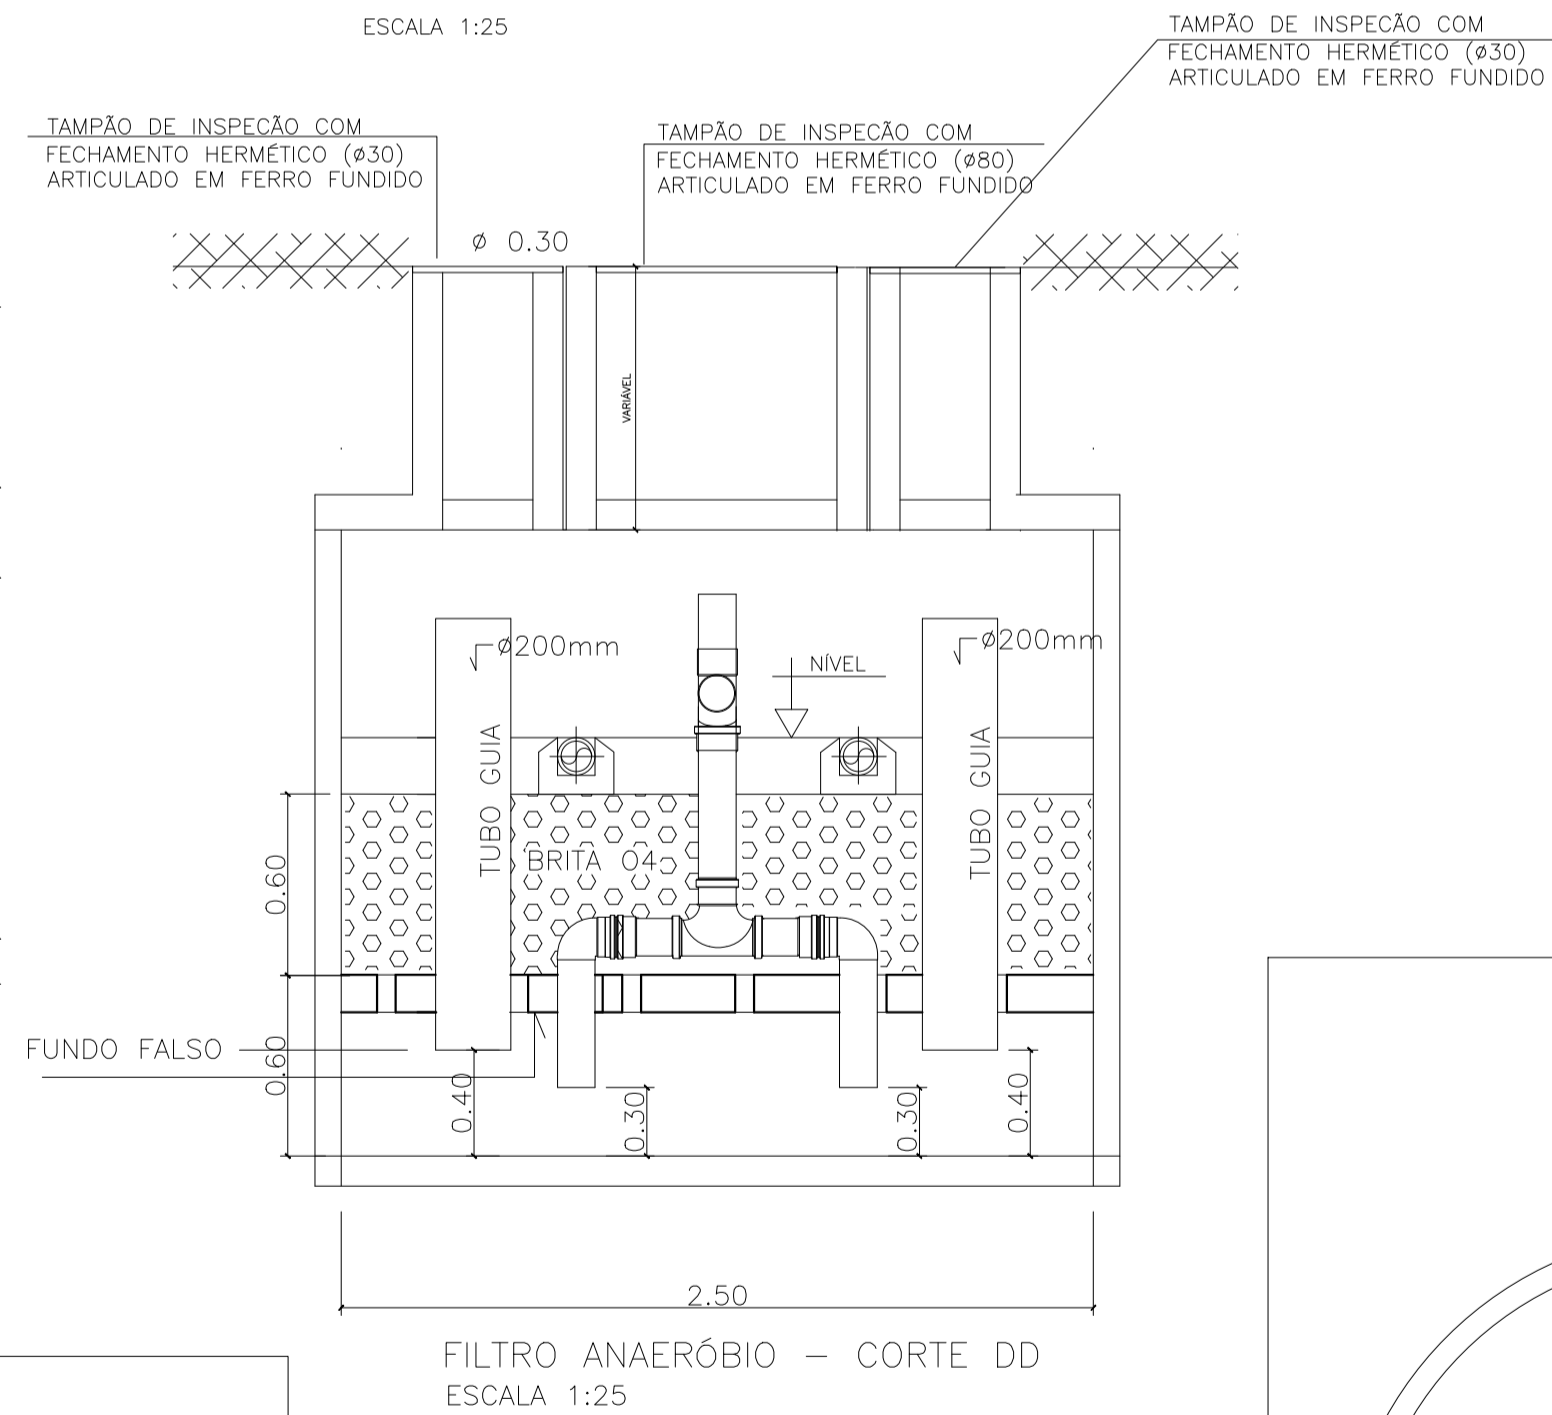 ESCALA 1:25
TAMPÃO DE INSPECÃO COM
FECHAMENTO HERMÉTICO (ø30)
ARTICULADO EM FERRO FUNDIDO
TAMPÃO DE INSPECÃO COM
FECHAMENTO HERMÉTICO (ø30)
ARTICULADO EM FERRO FUNDIDO
TAMPÃO DE INSPECÃO COM
FECHAMENTO HERMÉTICO (ø80)
ARTICULADO EM FERRO FUNDIDO
ø 0.30
VARIÁVEL
ø200mm
ø200mm
NÍVEL
TUBO GUIA
TUBO GUIA
BRITA 04
0.60
FUNDO FALSO
0.60
0.40
0.30
0.30
0.40
2.50
FILTRO ANAERÓBIO – CORTE DD
ESCALA 1:25